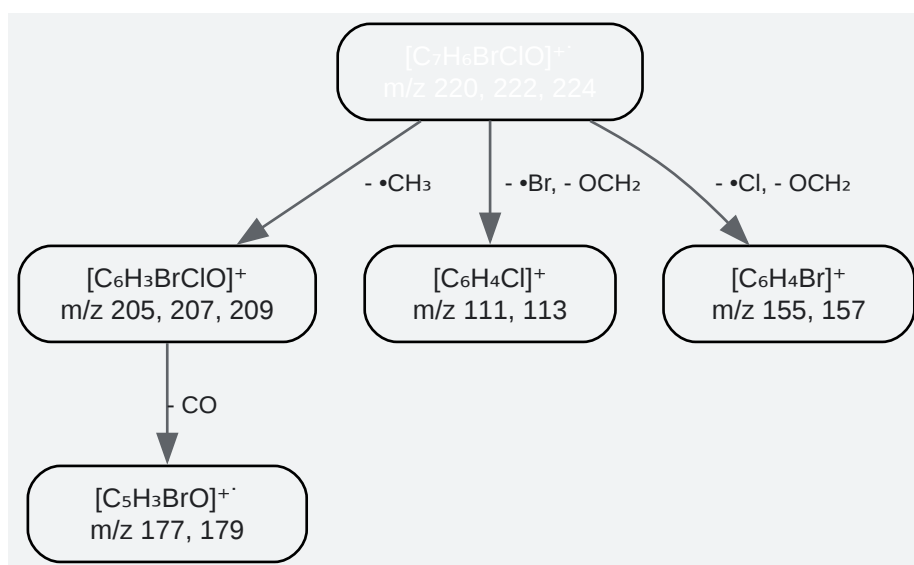 [C₇H₆BrClO]⁺˙
m/z 220, 222, 224
- •CH₃
- •Br, - OCH₂
- •Cl, - OCH₂
[C₆H₃BrClO]⁺
m/z 205, 207, 209
[C₆H₄Cl]⁺
m/z 111, 113
[C₆H₄Br]⁺
m/z 155, 157
- CO
[C₅H₃BrO]⁺˙
m/z 177, 179